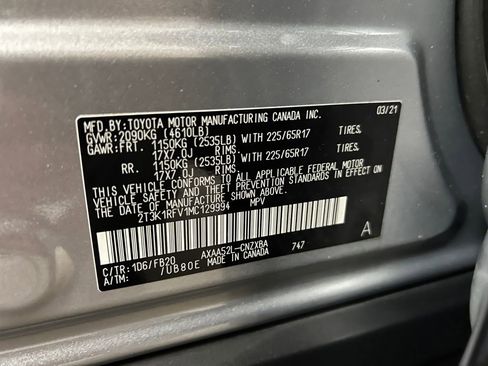 MFD.BY:TOYOTA MOTOR MANUFACTURING CANADA INC. 03/21
GVWR:2090KG (4610LB)
GAWR:FRT. 1150KG (2535LB) WITH 225/65R17 TIRES.
17X7.0J RIMS.
RR. 1150KG (2535LB) WITH 225/65R17 TIRES.
17X7.0J RIMS.
THIS VEHICLE CONFORMS TO ALL APPLICABLE FEDERAL MOTOR
VEHICLE SAFETY AND THEFT PREVENTION STANDARDS IN EFFECT
ON THE DATE OF MANUFACTURE SHOWN ABOVE.
2T3K1RFV1MC129994 MPV
A
C/TR:1D6/FB20 AXAA52L-CNZXBA 747
A/TM: /UB80E MADE IN CANADA